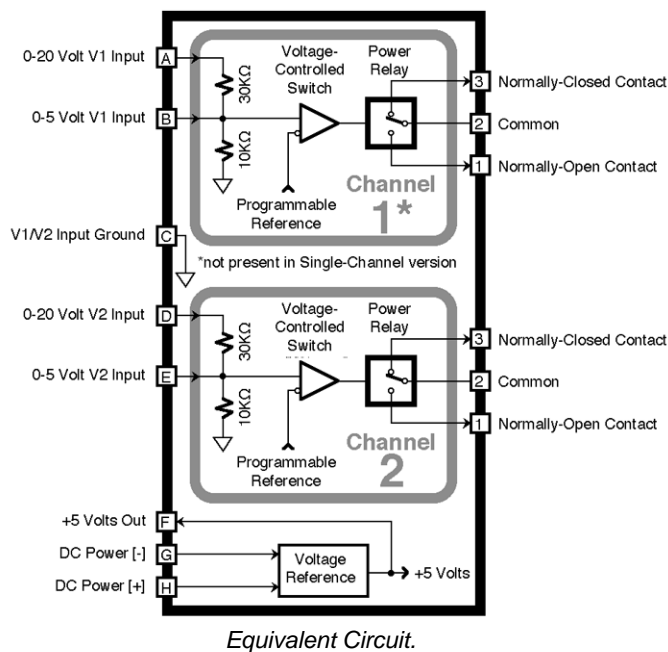 Voltage-
Controlled
Switch
Power
Relay
0-20 Volt V1 Input
A
30KΩ
3
Normally-Closed Contact
0-5 Volt V1 Input
B
2
Common
10KΩ
1
Normally-Open Contact
Programmable
Reference
Channel
1*
V1/V2 Input Ground
C
*not present in Single-Channel version
Voltage-
Controlled
Switch
Power
Relay
0-20 Volt V2 Input
D
30KΩ
3
Normally-Closed Contact
0-5 Volt V2 Input
E
2
Common
10KΩ
1
Normally-Open Contact
Programmable
Reference
Channel
2
+5 Volts Out
F
DC Power [-]
G
Voltage
Reference
+5 Volts
DC Power [+]
H
Equivalent Circuit.